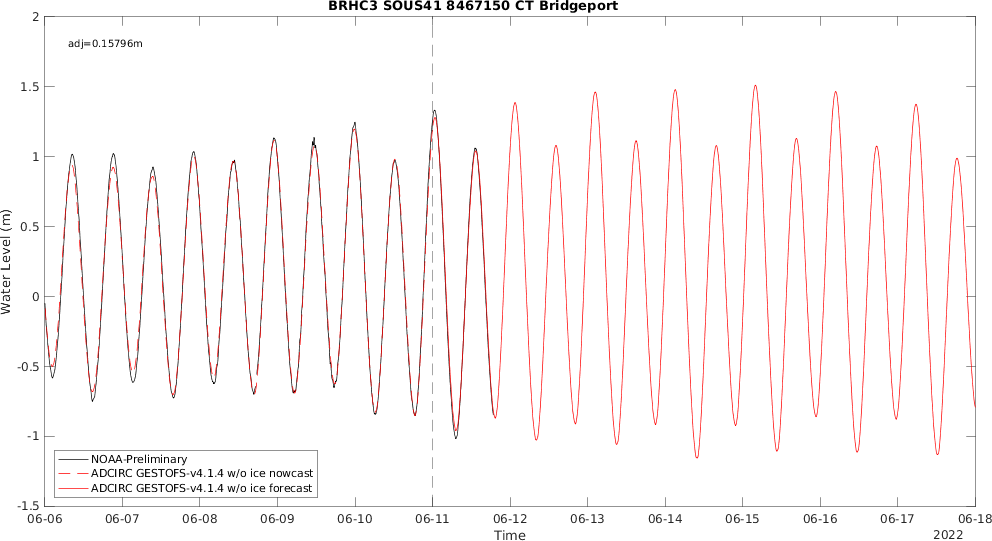 BRHC3 SOUS41 8467150 CT Bridgeport
adj=0.15796m
2
1.5
1
0.5
0
-0.5
-1
-1.5
Water Level (m)
NOAA-Preliminary
ADCIRC GESTOFS-v4.1.4 w/o ice nowcast
ADCIRC GESTOFS-v4.1.4 w/o ice forecast
06-06 06-07 06-08 06-09 06-10 06-11 06-12 06-13 06-14 06-15 06-16 06-17 06-18
Time
2022